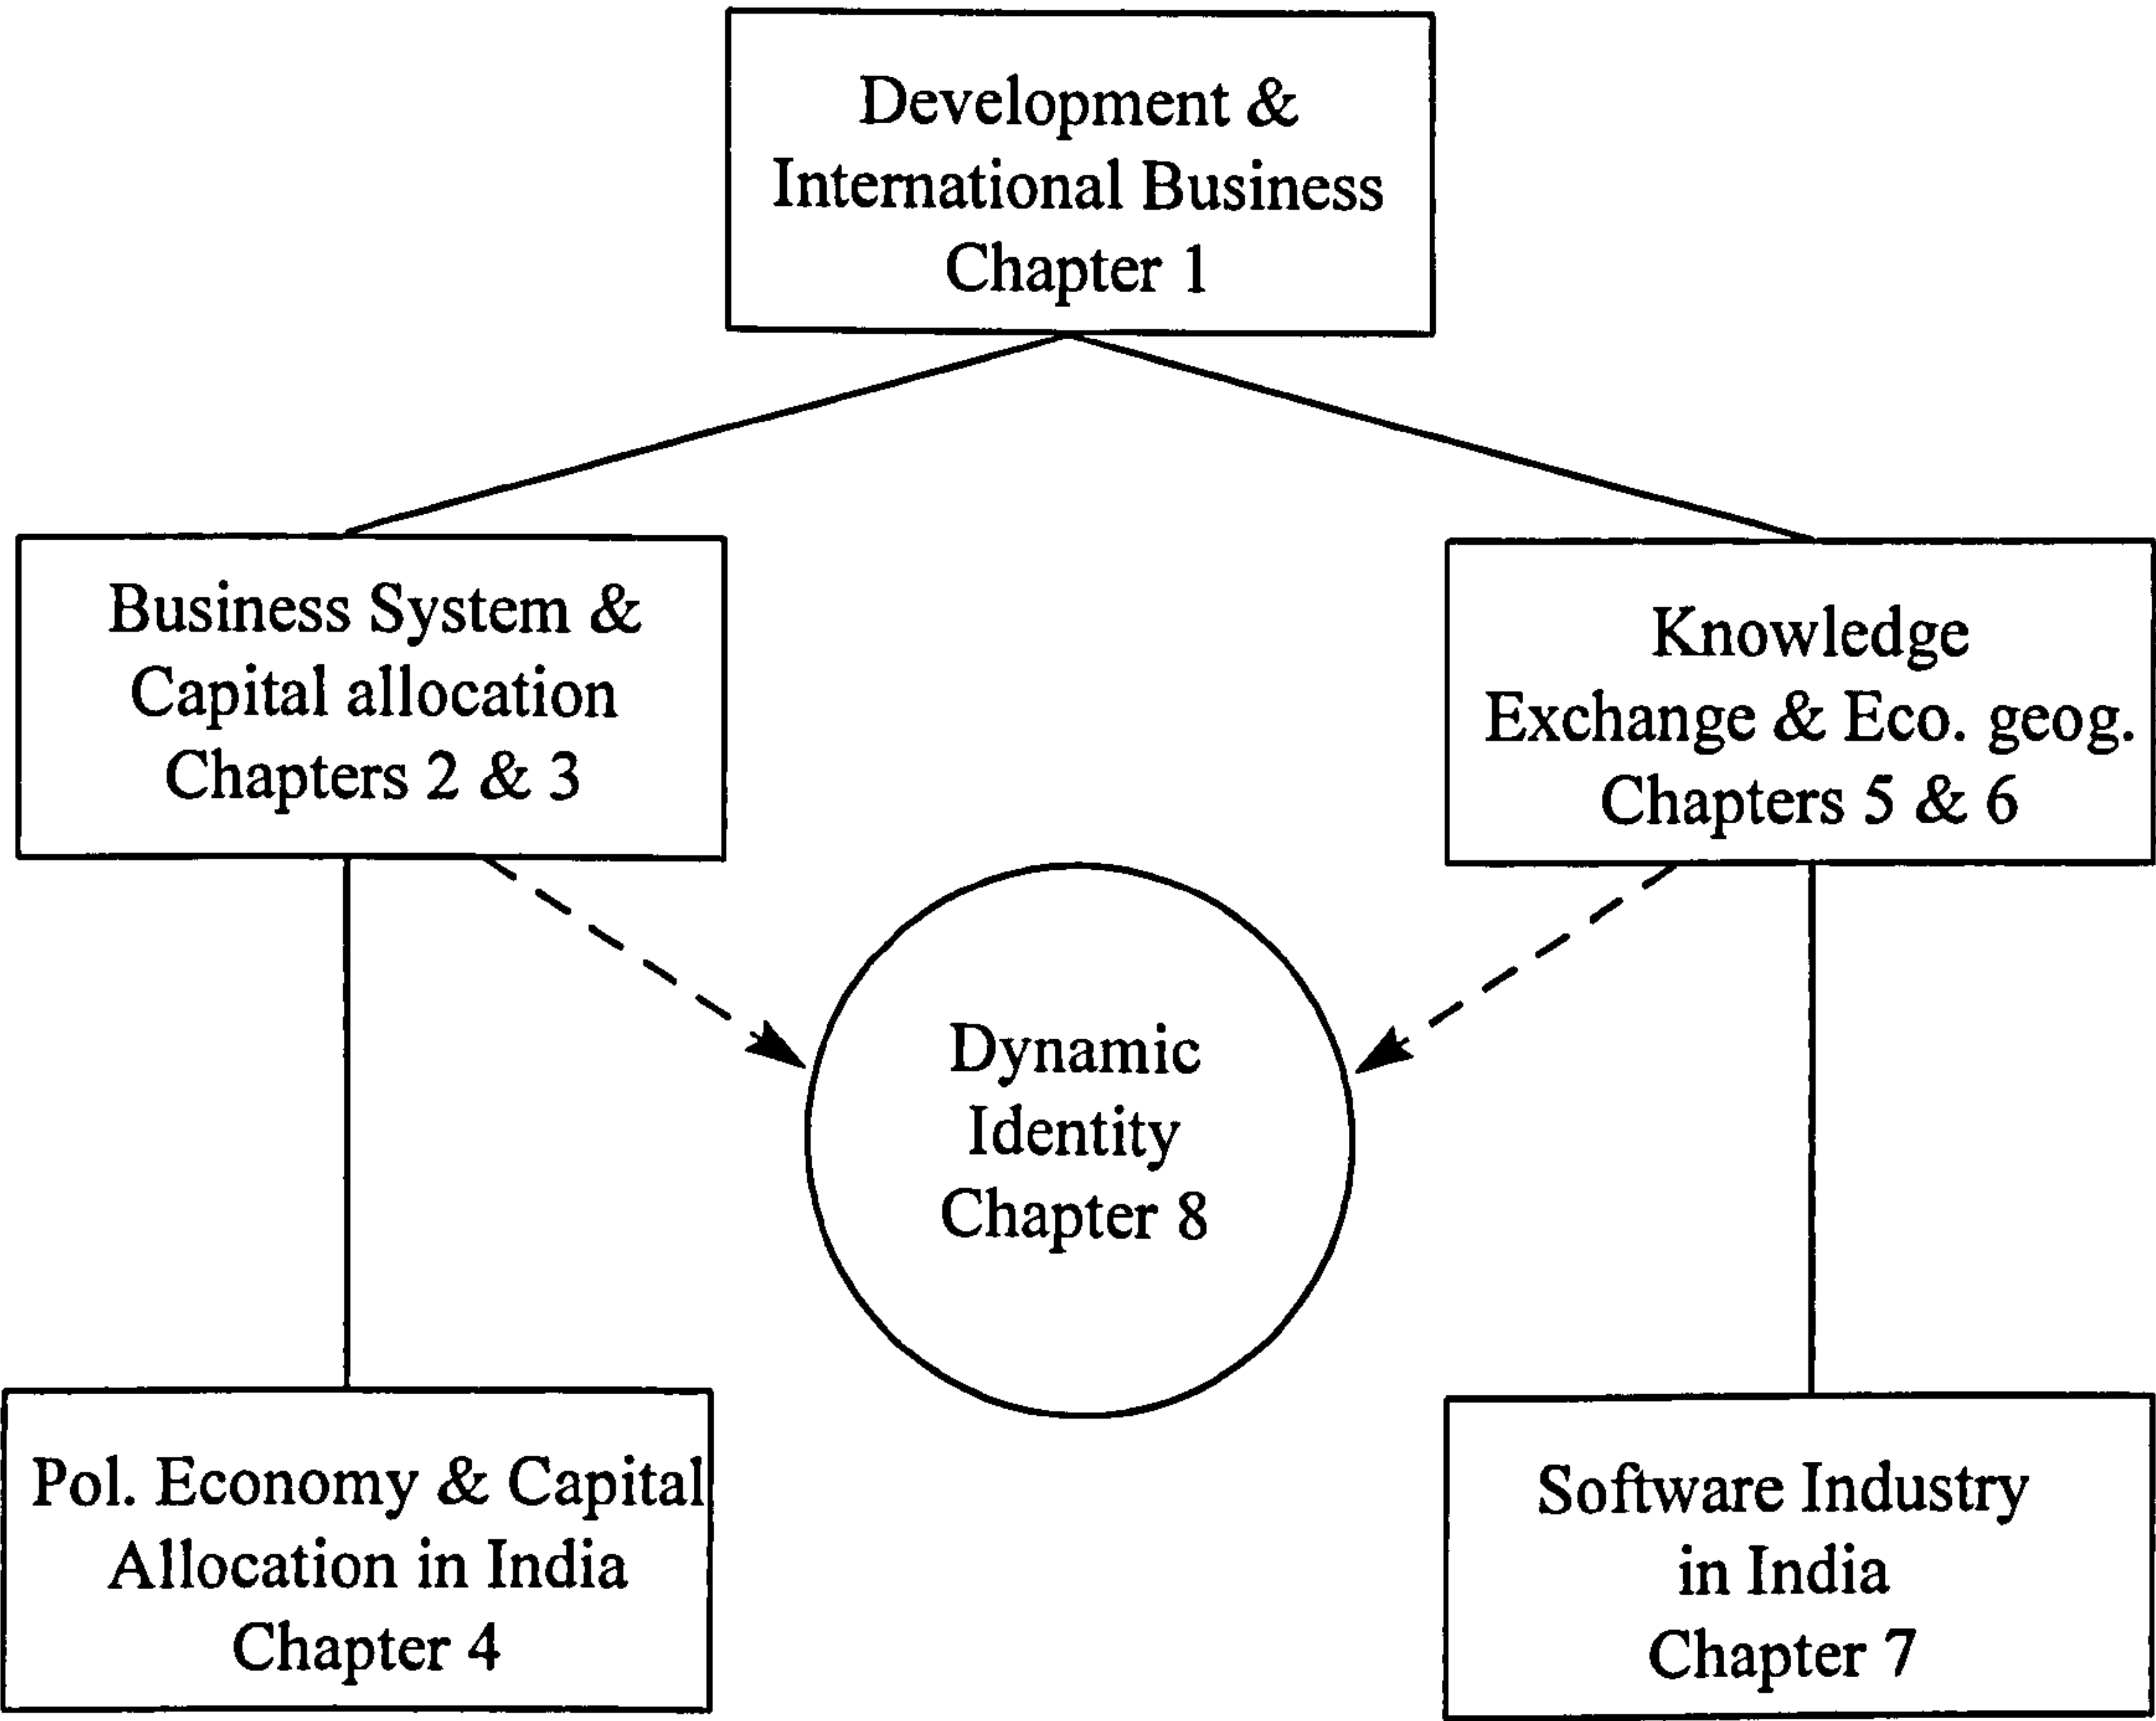 Development &
International Business
Chapter 1
Business System &
Capital allocation
Chapters 2 & 3
Knowledge
Exchange & Eco. geog.
Chapters 5 & 6
Dynamic
Identity
Chapter 8
Pol. Economy & Capital
Allocation in India
Chapter 4
Software Industry
in India
Chapter 7